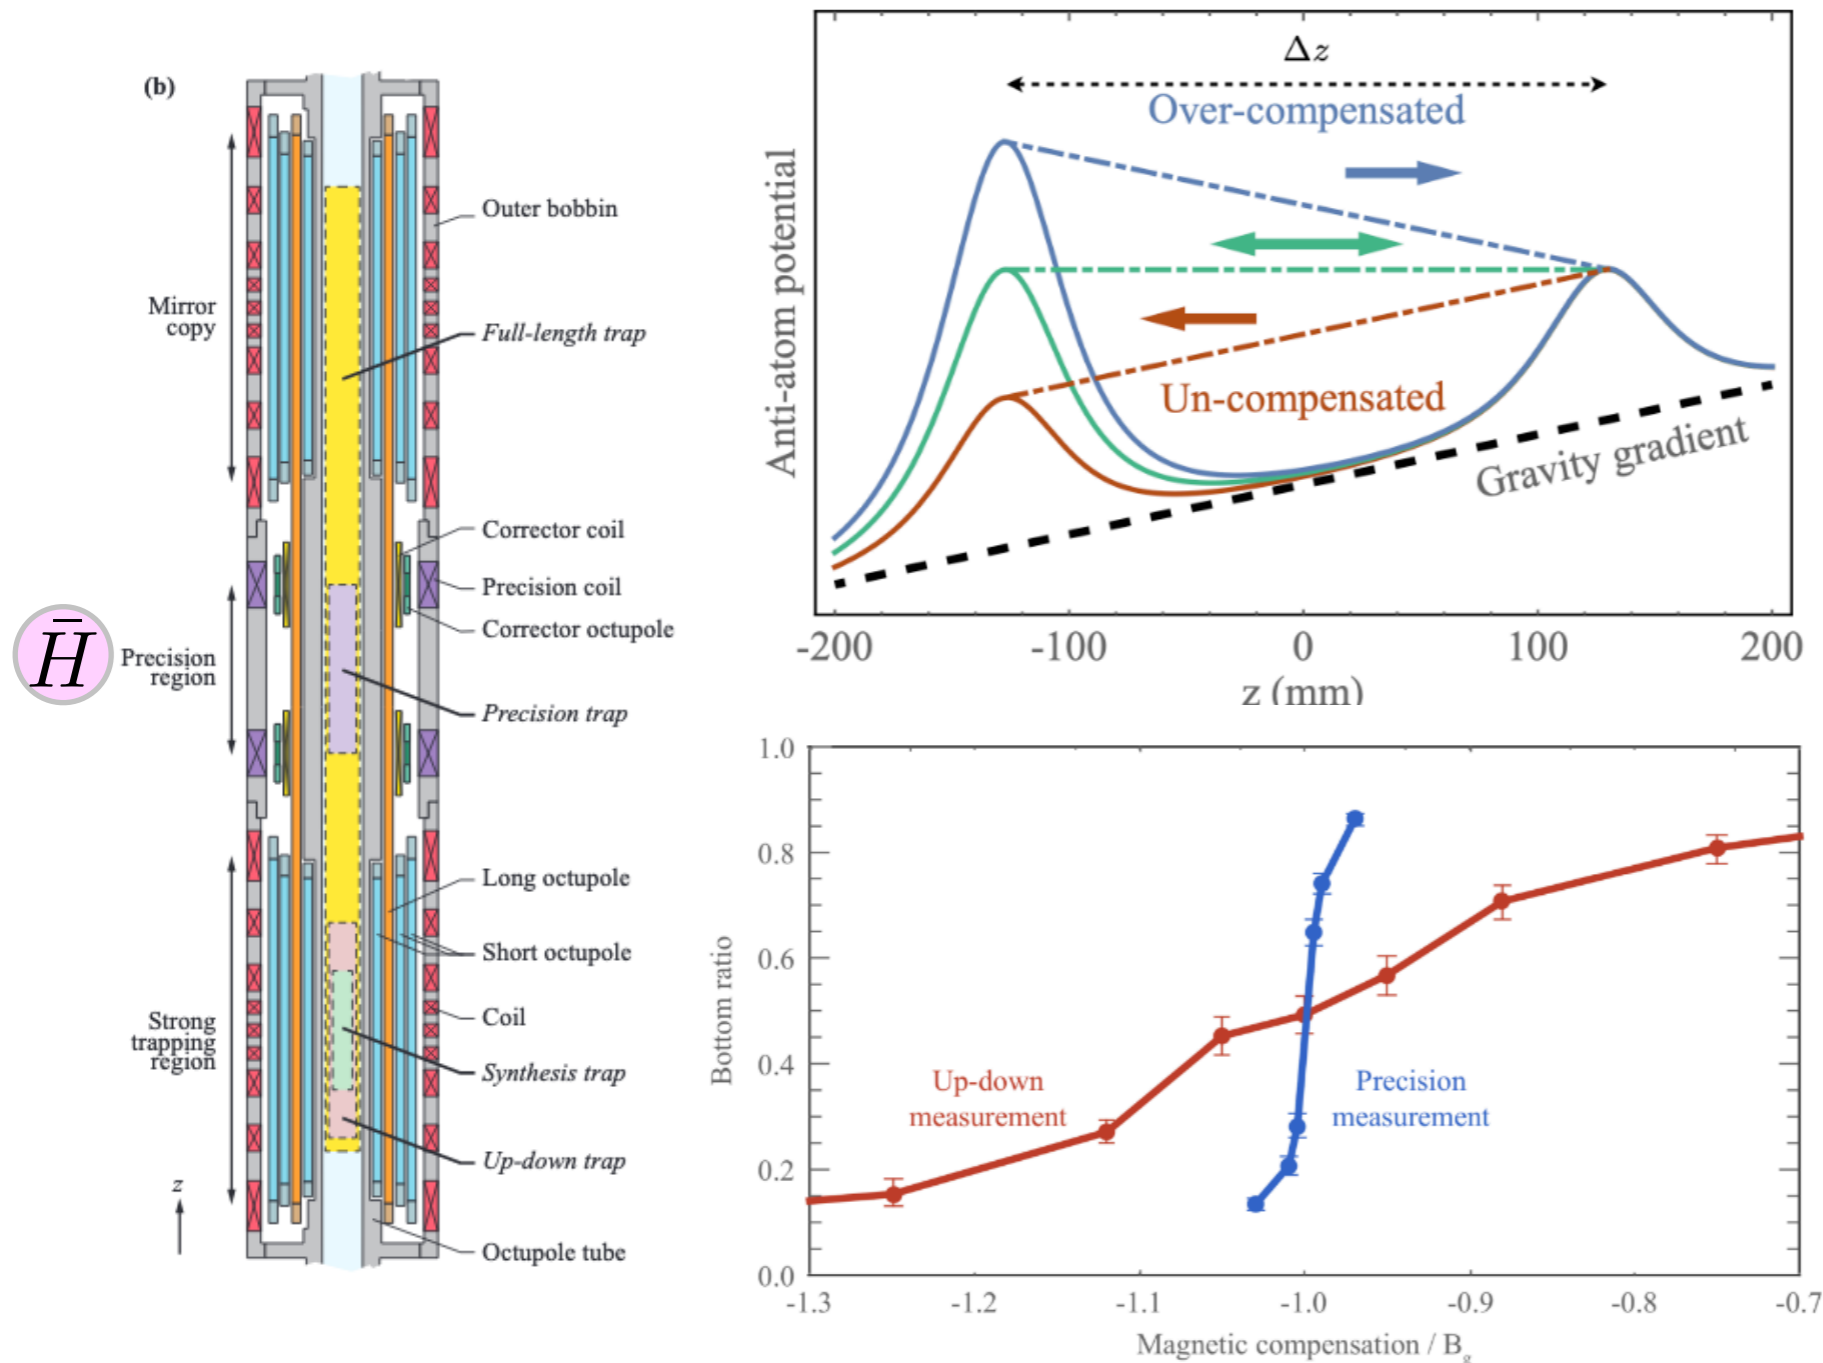 (b)
Outer bobbin
Mirror
copy
Full-length trap
Corrector coil
Precision coil
Corrector octupole
H̄
Precision
region
Precision trap
Long octupole
Short octupole
Coil
Strong
trapping
region
Synthesis trap
Up-down trap
z
Octupole tube
Δz
Over-compensated
Anti-atom potential
Un-compensated
Gravity gradient
-200
-100
0
100
200
z (mm)
1.0
0.8
0.6
0.4
0.2
0.0
Bottom ratio
Up-down
measurement
Precision
measurement
-1.3
-1.2
-1.1
-1.0
-0.9
-0.8
-0.7
Magnetic compensation / Bg